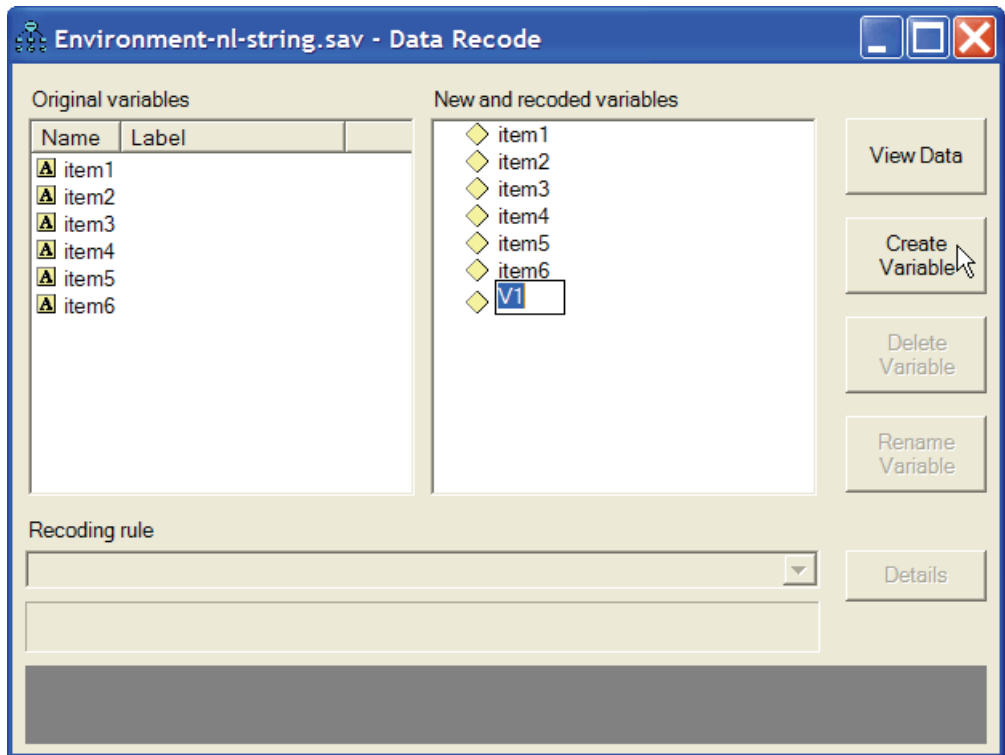 Environment-nl-string.sav - Data Recode
Original variables
Name Label
A item1
A item2
A item3
A item4
A item5
A item6
New and recoded variables
item1
item2
item3
item4
item5
item6
V1
View Data
Create
Variable
Delete
Variable
Rename
Variable
Recoding rule
Details